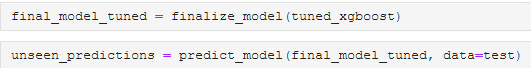 final_model_tuned = finalize_model(tuned_xgboost)
unseen_predictions = predict_model(final_model_tuned, data=test)